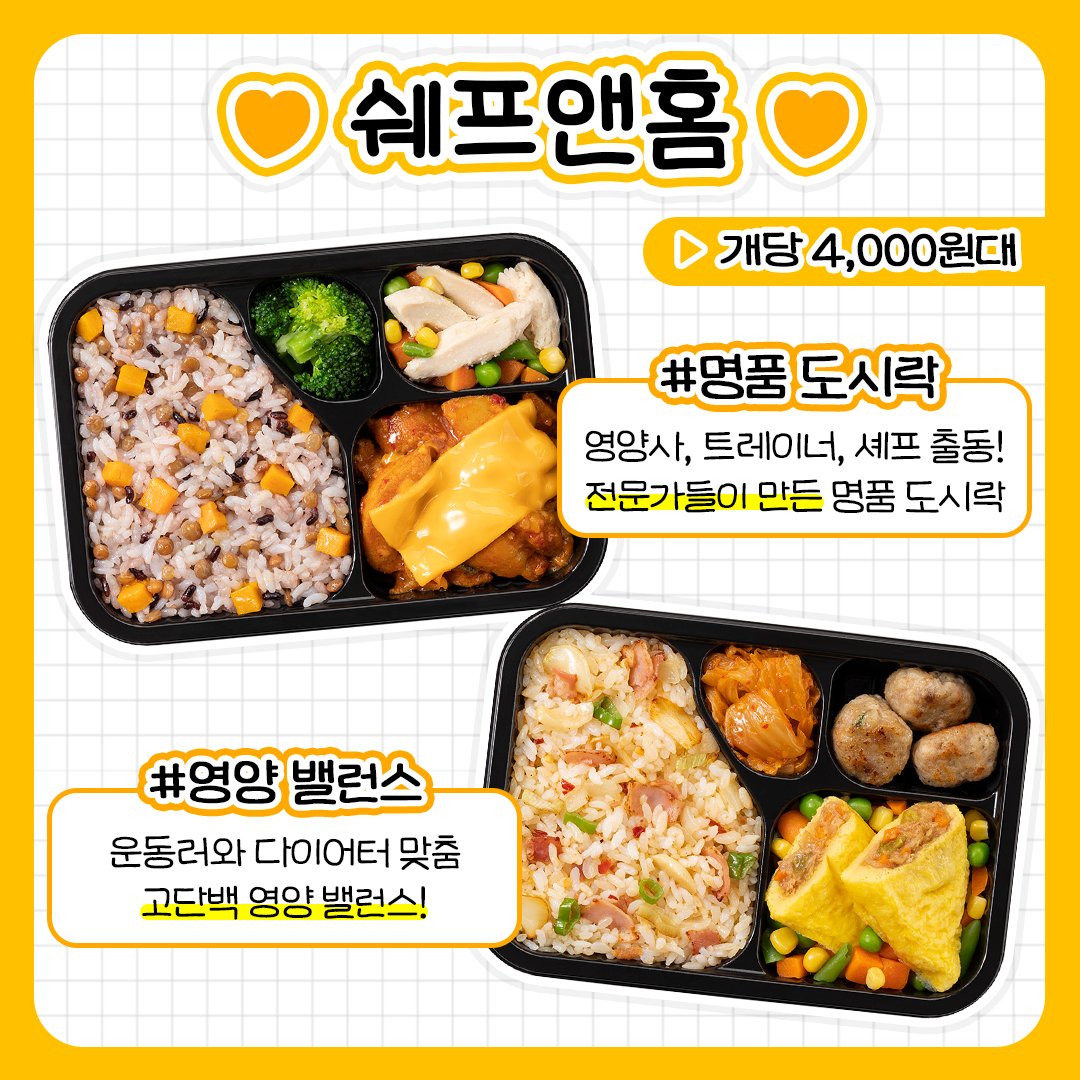 쉐프앤홈
▷ 개당 4,000원대
#명품 도시락
영양사, 트레이너, 셰프 출동!
전문가들이 만든 명품 도시락
#영양 밸런스
운동러와 다이어터 맞춤
고단백 영양 밸런스!